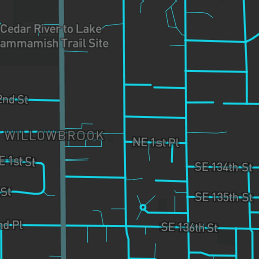 Cedar River to Lake
ammamish Trail Site
2nd St
WILLOWBROOK
NE 1st Pl
E 1st St
SE 134th St
St
SE 135th St
nd Pl
SE 136th St